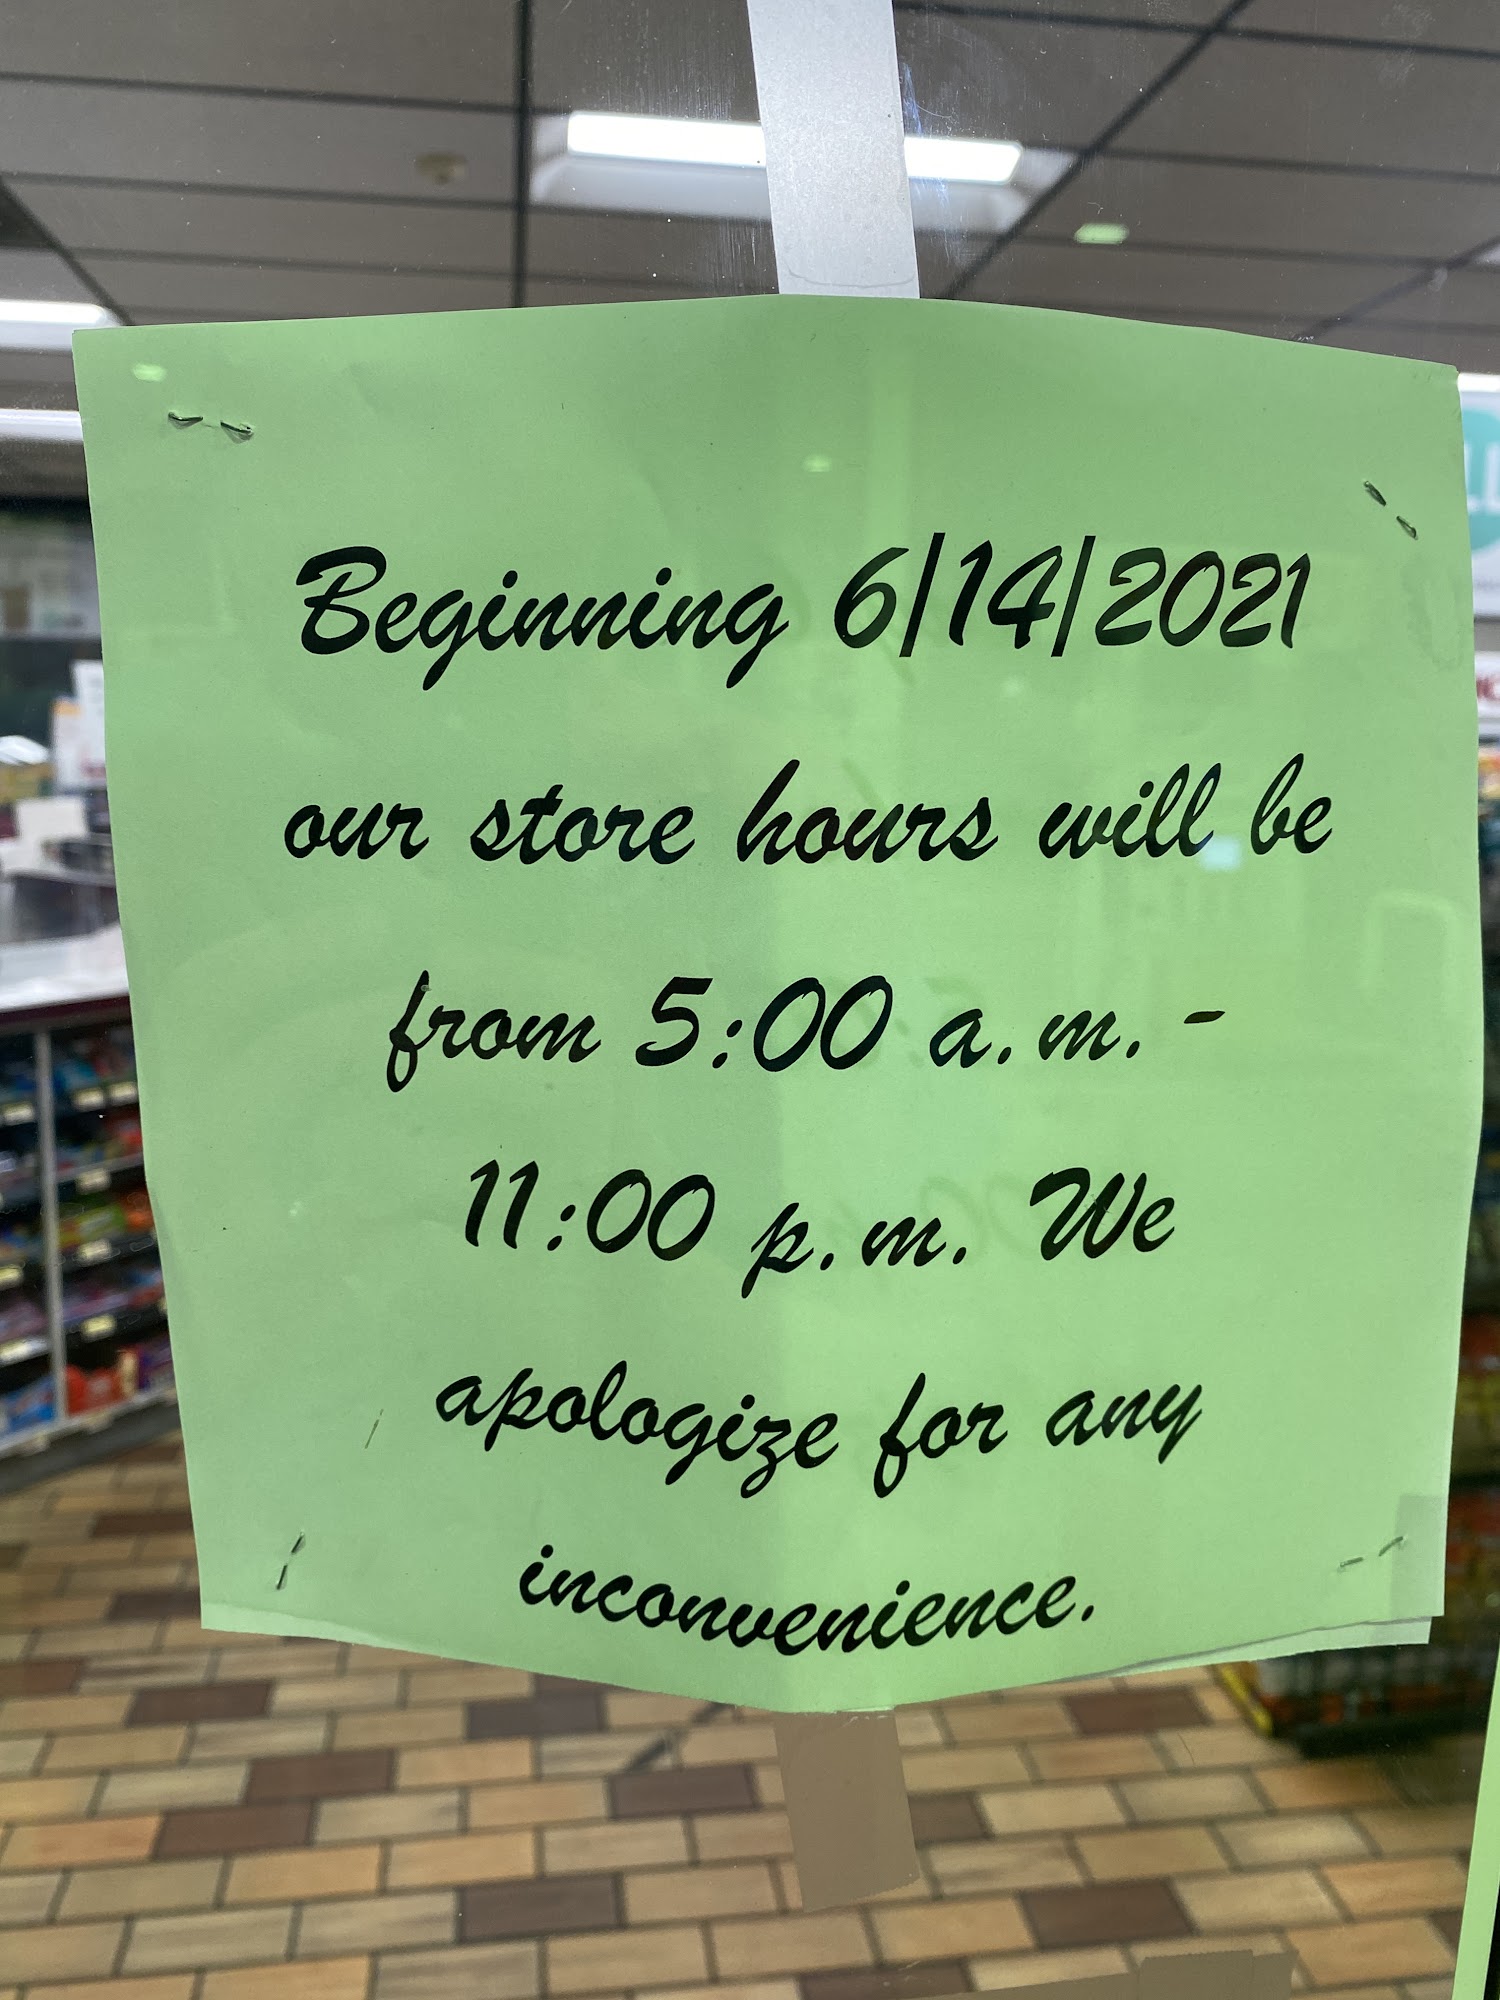 Beginning 6/14/2021
our store hours will be
from 5:00 a.m.-
11:00 p.m. We
apologize for any
inconvenience.